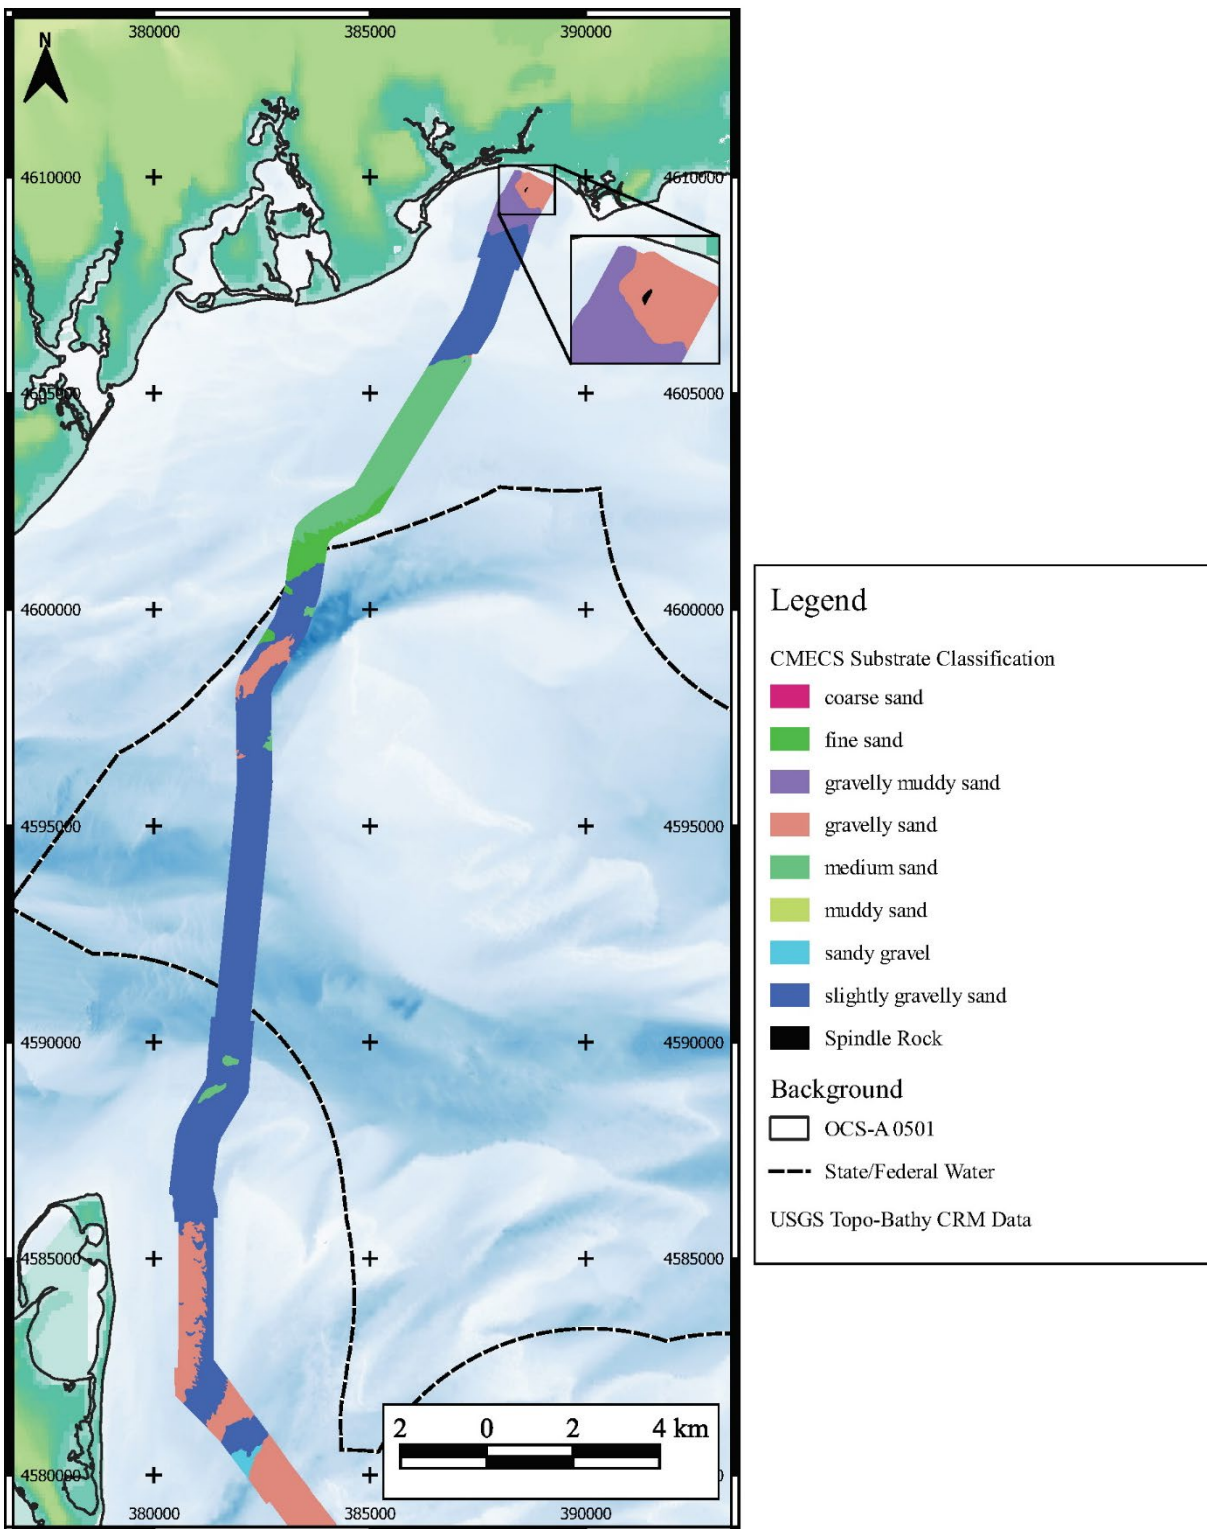 N
380000 385000 390000
4610000 4610000
4605000 4605000
4600000 4600000
4595000 4595000
4590000 4590000
4585000 4585000
4580000
380000 385000 390000
2 0 2 4 km
Legend
CMECS Substrate Classification
coarse sand
fine sand
gravelly muddy sand
gravelly sand
medium sand
muddy sand
sandy gravel
slightly gravelly sand
Spindle Rock
Background
OCS-A 0501
State/Federal Water
USGS Topo-Bathy CRM Data